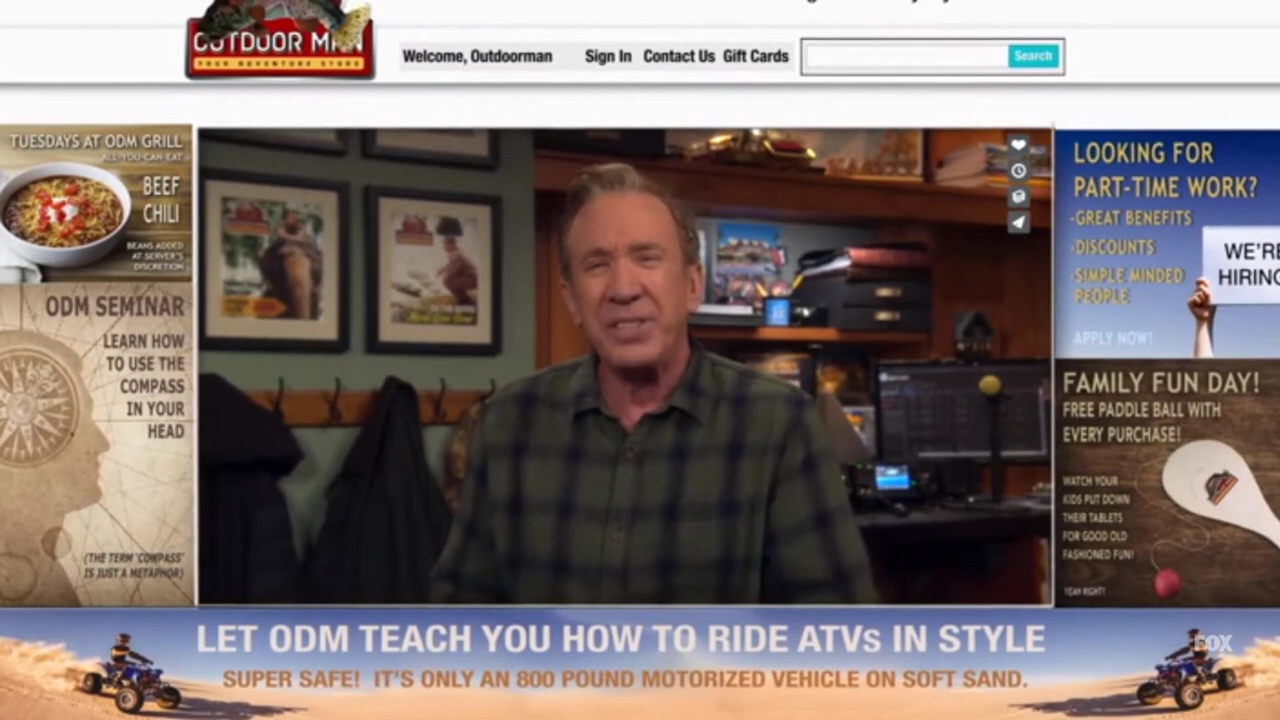 OUTDOOR MAN
YOUR ADVENTURE STORE
Welcome, Outdoorman
Sign In
Contact Us
Gift Cards
Search
TUESDAYS AT ODM GRILL
ALL-YOU-CAN-EAT
BEEF
CHILI
BEANS ADDED
AT SERVER'S
DISCRETION
ODM SEMINAR
LEARN HOW
TO USE THE
COMPASS
IN YOUR
HEAD
(THE TERM 'COMPASS'
IS JUST A METAPHOR)
LOOKING FOR
PART-TIME WORK?
-GREAT BENEFITS
-DISCOUNTS
-SIMPLE MINDED
PEOPLE
APPLY NOW!
WE'RE
HIRING
FAMILY FUN DAY!
FREE PADDLE BALL WITH
EVERY PURCHASE!
WATCH YOUR
KIDS PUT DOWN
THEIR TABLETS
FOR GOOD OLD
FASHIONED FUN!
YEAH RIGHT!
LET ODM TEACH YOU HOW TO RIDE ATVs IN STYLE
SUPER SAFE! IT'S ONLY AN 800 POUND MOTORIZED VEHICLE ON SOFT SAND.
FOX